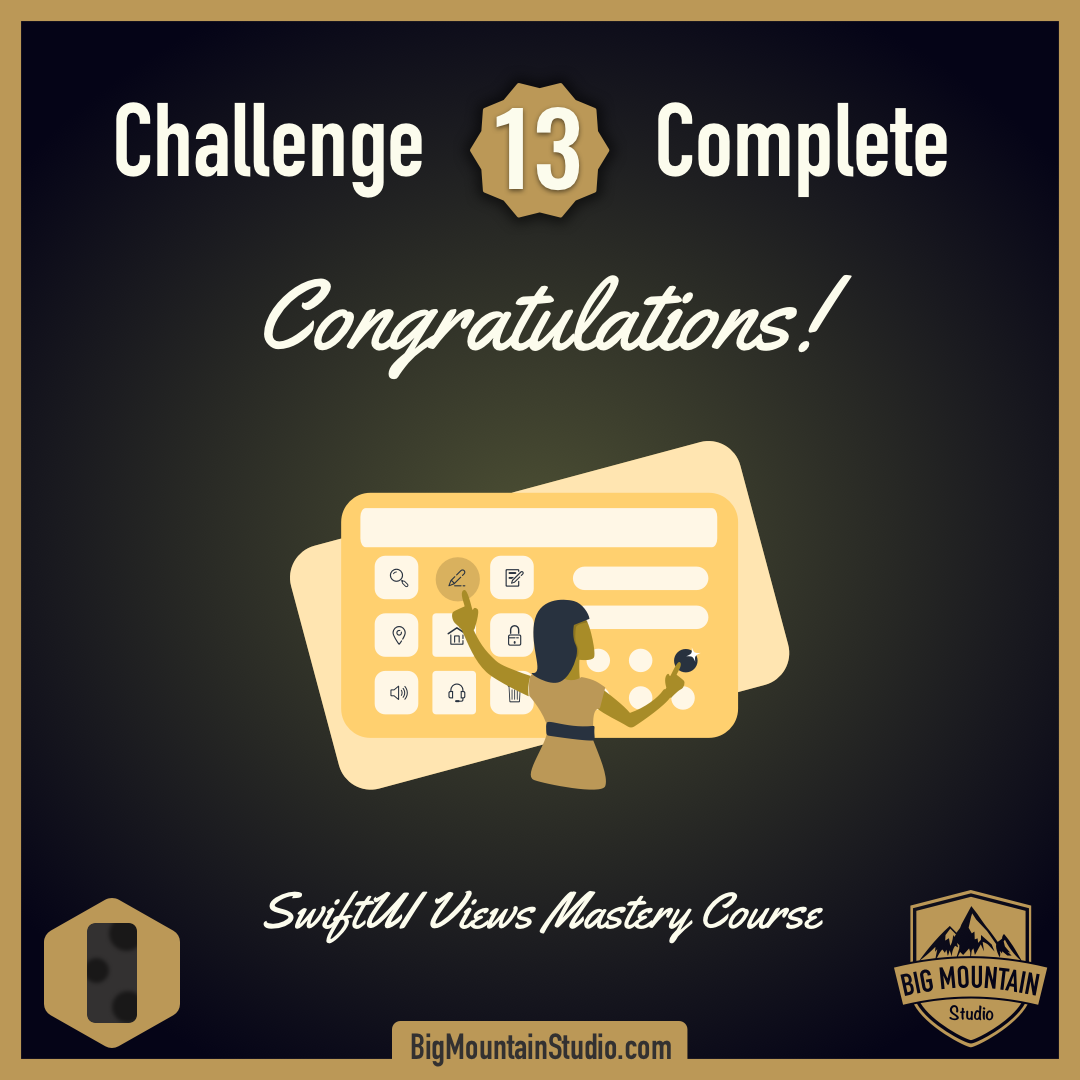 Challenge 13 Complete
Congratulations!
SwiftUI Views Mastery Course
BIG MOUNTAIN
Studio
BigMountainStudio.com